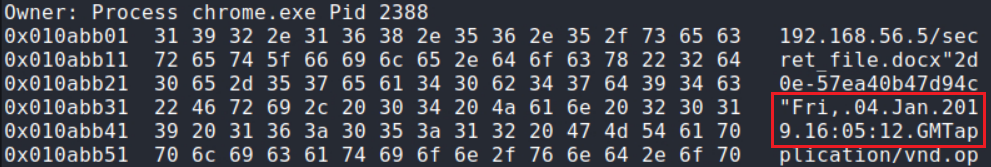 Owner: Process chrome.exe Pid 2388
0x010abb01  31 39 32 2e 31 36 38 2e 35 36 2e 35 2f 73 65 63   192.168.56.5/sec
0x010abb11  72 65 74 5f 66 69 6c 65 2e 64 6f 63 78 22 32 64   ret_file.docx"2d
0x010abb21  30 65 2d 35 37 65 61 34 30 62 34 37 64 39 34 63   0e-57ea40b47d94c
0x010abb31  22 46 72 69 2c 20 30 34 20 4a 61 6e 20 32 30 31   "Fri,.04.Jan.201
0x010abb41  39 20 31 36 3a 30 35 3a 31 32 20 47 4d 54 61 70   9.16:05:12.GMTap
0x010abb51  70 6c 69 63 61 74 69 6f 6e 2f 76 6e 64 2e 6f 70   plication/vnd.op